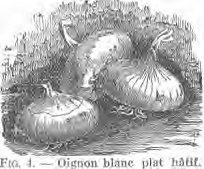 Fig. 4. — Oignon blanc plat hâtif.